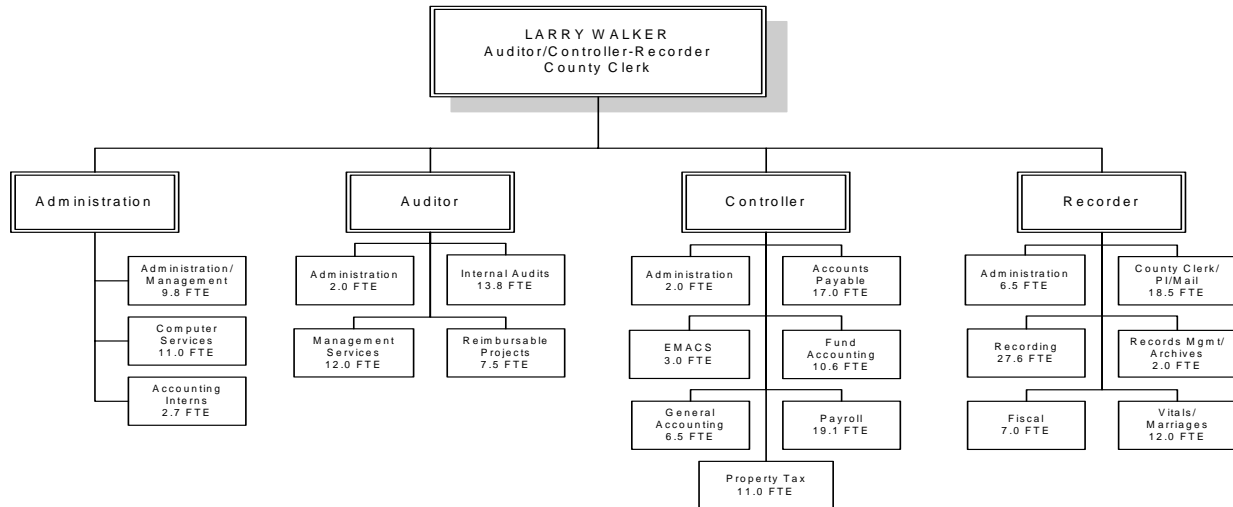 LARRY WALKER
Auditor/Controller-Recorder
County Clerk
Administration
Auditor
Controller
Recorder
Administration/
Management
9.8 FTE
Computer
Services
11.0 FTE
Accounting
Interns
2.7 FTE
Administration
2.0 FTE
Internal Audits
13.8 FTE
Management
Services
12.0 FTE
Reimbursable
Projects
7.5 FTE
Administration
2.0 FTE
Accounts
Payable
17.0 FTE
EMACS
3.0 FTE
Fund
Accounting
10.6 FTE
General
Accounting
6.5 FTE
Payroll
19.1 FTE
Property Tax
11.0 FTE
Administration
6.5 FTE
County Clerk/
PI/Mail
18.5 FTE
Recording
27.6 FTE
Records Mgmt/
Archives
2.0 FTE
Fiscal
7.0 FTE
Vitals/
Marriages
12.0 FTE